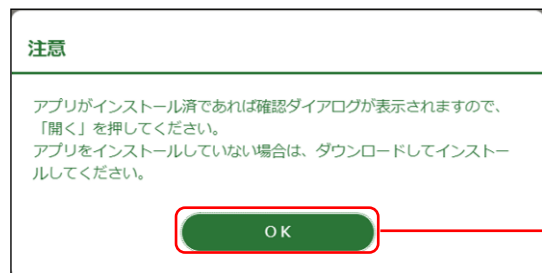 注意
アプリがインストール済であれば確認ダイアログが表示されますので、
「開く」を押してください。
アプリをインストールしていない場合は、ダウンロードしてインストー
ルしてください。
OK